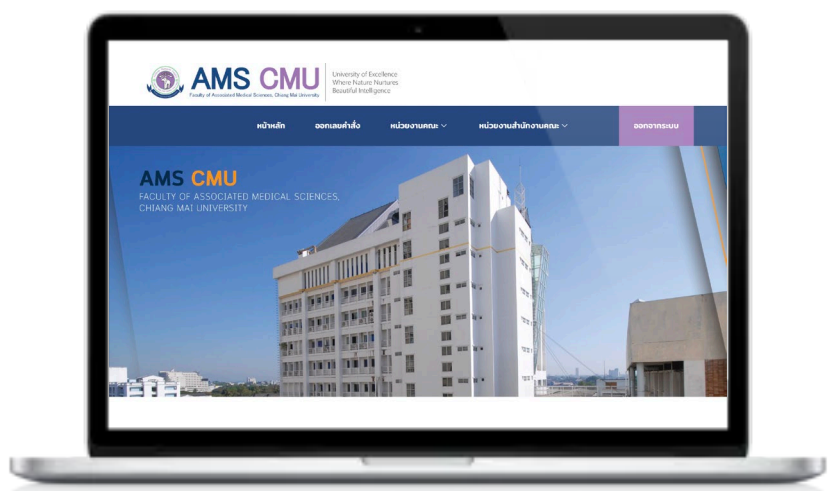 AMS CMU
Faculty of Associated Medical Sciences, Chiang Mai University
University of Excellence
Where Nature Nurtures
Beautiful Intelligence
หน้าหลัก ออกเลขคำสั่ง หน่วยงานคณะ หน่วยงานสำนักงานคณะ ออกจากระบบ
AMS CMU
FACULTY OF ASSOCIATED MEDICAL SCIENCES,
CHIANG MAI UNIVERSITY